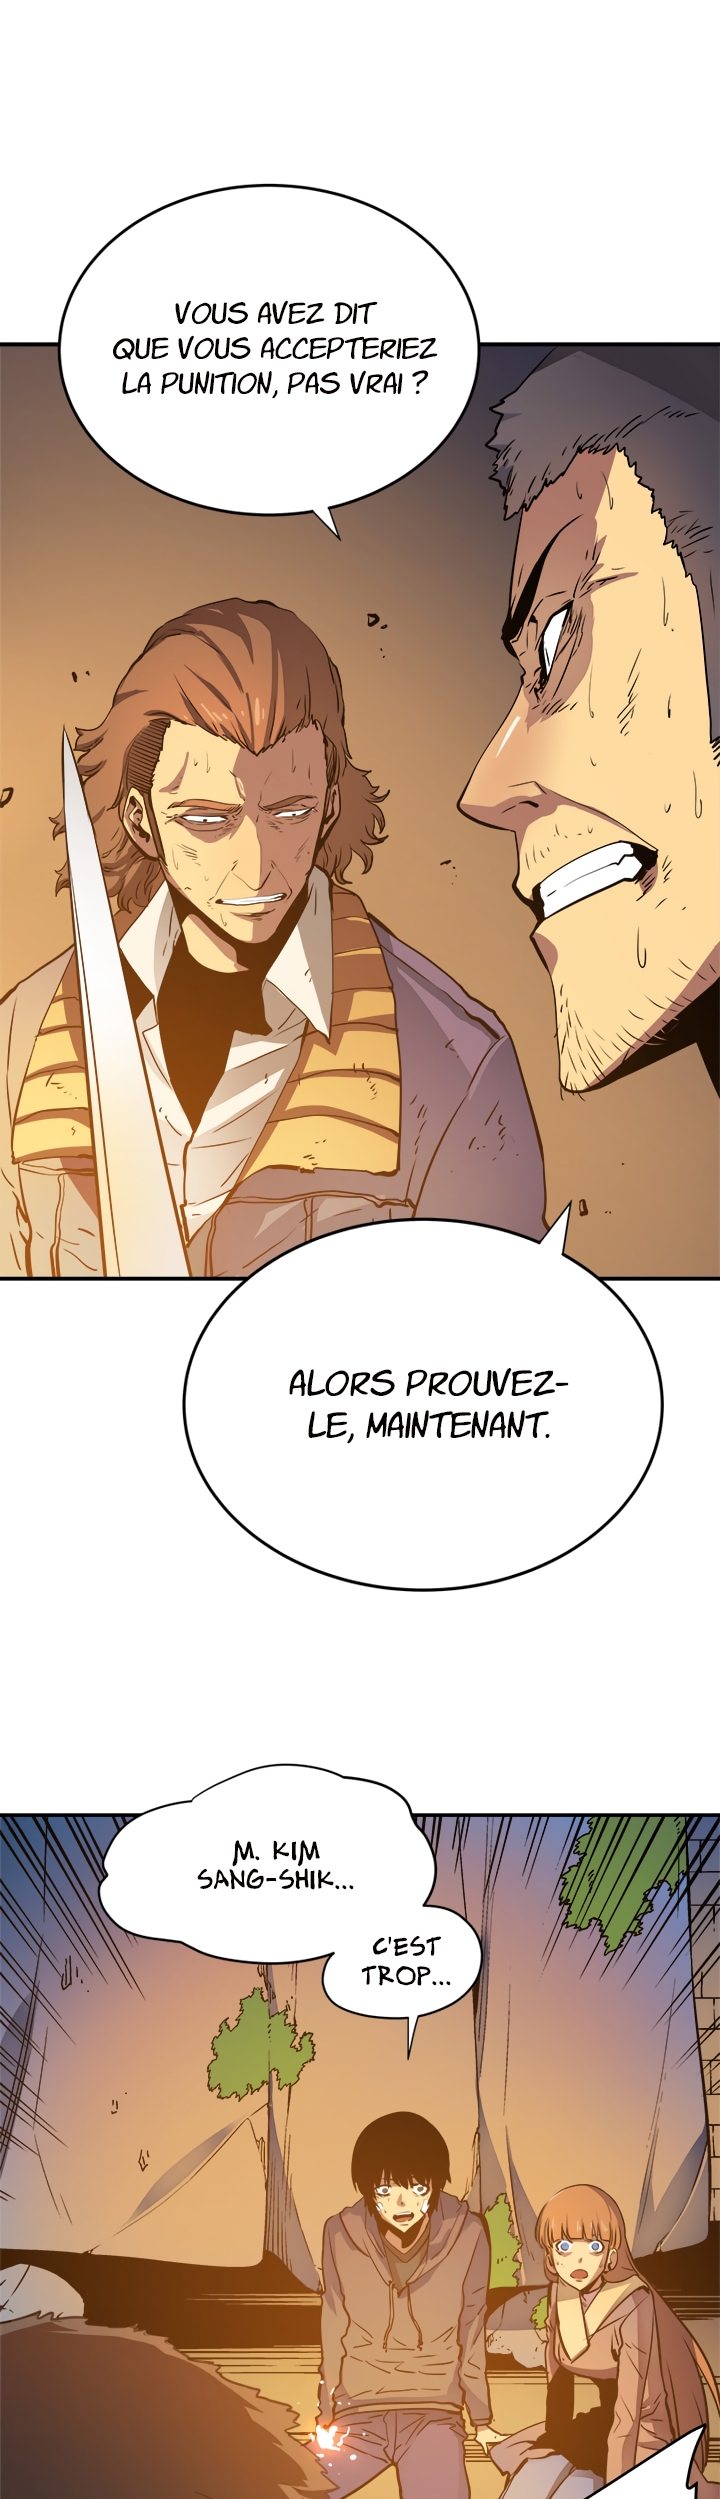 VOUS AVEZ DIT
QUE VOUS ACCEPTERIEZ
LA PUNITION, PAS VRAI ?
ALORS PROUVEZ-
LE, MAINTENANT.
M. KIM
SANG-SHIK...
C'EST
TROP...